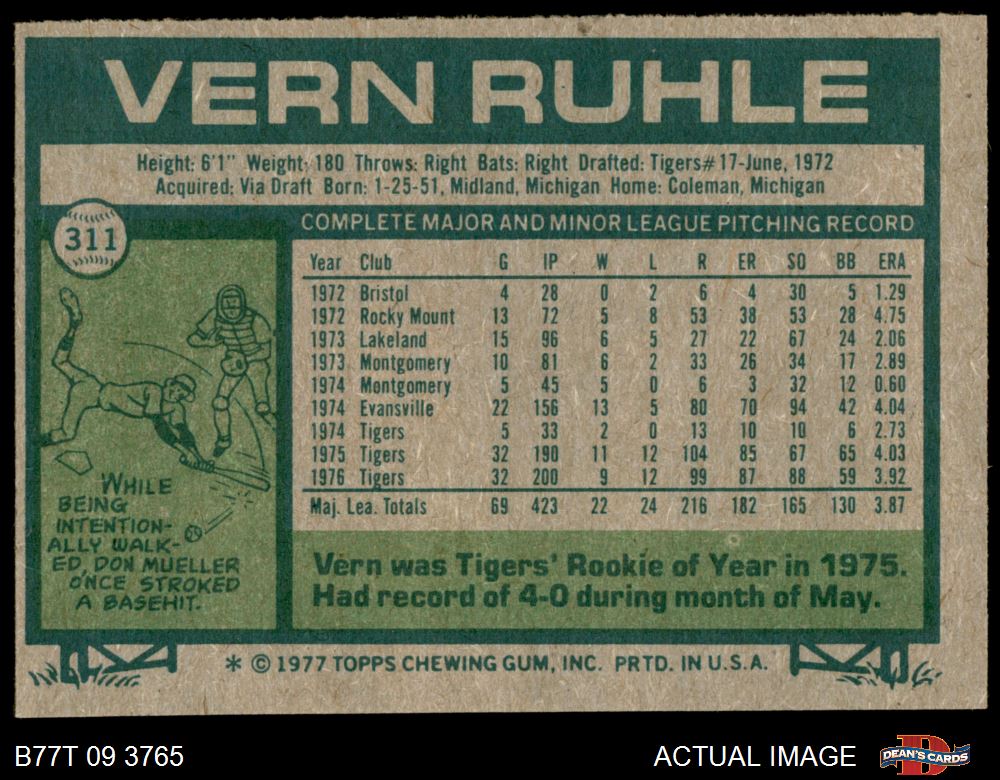 VERN RUHLE
Height: 6'1" Weight: 180 Throws: Right Bats: Right Drafted: Tigers#17-June, 1972
Acquired: Via Draft Born: 1-25-51, Midland, Michigan Home: Coleman, Michigan
311
COMPLETE MAJOR AND MINOR LEAGUE PITCHING RECORD
Year Club G IP W L R ER SO BB ERA
1972 Bristol 4 28 0 2 6 4 30 5 1.29
1972 Rocky Mount 13 72 5 8 53 38 53 28 4.75
1973 Lakeland 15 96 6 5 27 22 67 24 2.06
1973 Montgomery 10 81 6 2 33 26 34 17 2.89
1974 Montgomery 5 45 5 0 6 3 32 12 0.60
1974 Evansville 22 156 13 5 80 70 94 42 4.04
1974 Tigers 5 33 2 0 13 10 10 6 2.73
1975 Tigers 32 190 11 12 104 85 67 65 4.03
1976 Tigers 32 200 9 12 99 87 88 59 3.92
Maj. Lea. Totals 69 423 22 24 216 182 165 130 3.87
WHILE
BEING
INTENTION-
ALLY WALK-
ED, DON MUELLER
ONCE STROKED
A BASEHIT.
Vern was Tigers' Rookie of Year in 1975.
Had record of 4-0 during month of May.
* © 1977 TOPPS CHEWING GUM, INC. PRTD. IN U.S.A.
B77T 09 3765
ACTUAL IMAGE
DEAN'S CARDS